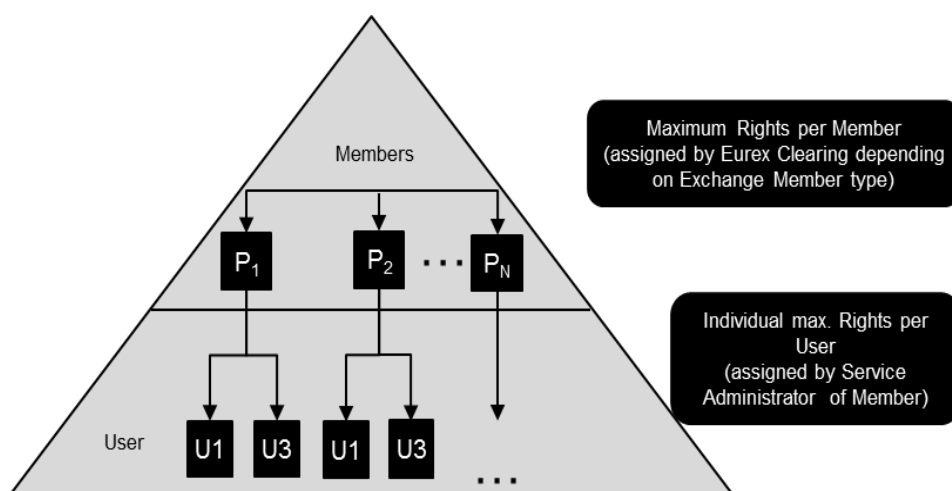 Members
Maximum Rights per Member
(assigned by Eurex Clearing depending
on Exchange Member type)
P1
P2
...
PN
Individual max. Rights per
User
(assigned by Service
Administrator of Member)
User
U1
U3
U1
U3
...